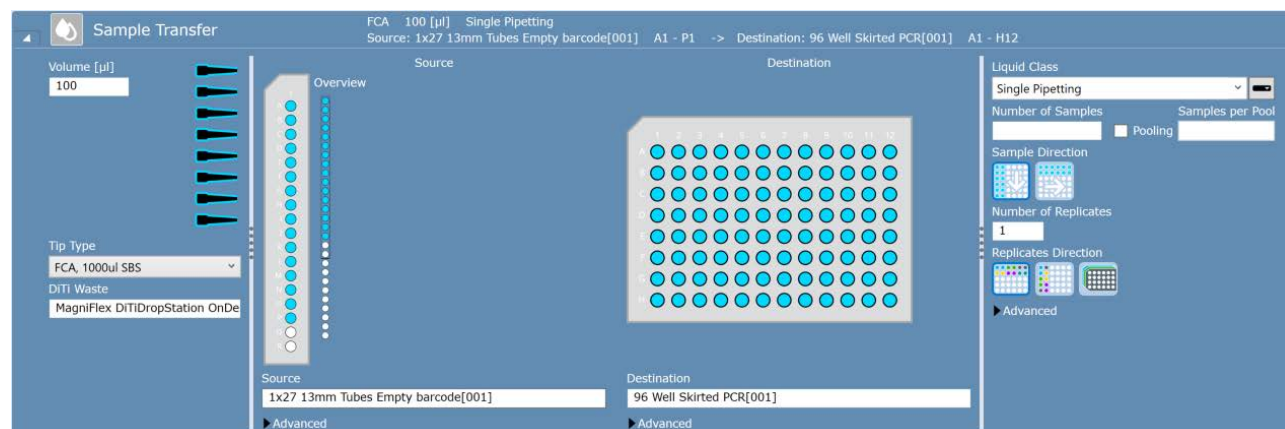 Sample Transfer
FCA 100 [µl] Single Pipetting
Source: 1x27 13mm Tubes Empty barcode[001] A1 - P1 -> Destination: 96 Well Skirted PCR[001] A1 - H12
Volume [µl]
100
Tip Type
FCA, 1000ul SBS
DiTi Waste
MagniFlex DiTiDropStation OnDe
Source
Overview
Source
1x27 13mm Tubes Empty barcode[001]
Advanced
Destination
1 2 3 4 5 6 7 8 9 10 11 12
A
B
C
D
E
F
G
H
Destination
96 Well Skirted PCR[001]
Advanced
Liquid Class
Single Pipetting
Number of Samples
Samples per Pool
Pooling
Sample Direction
Number of Replicates
1
Replicates Direction
Advanced